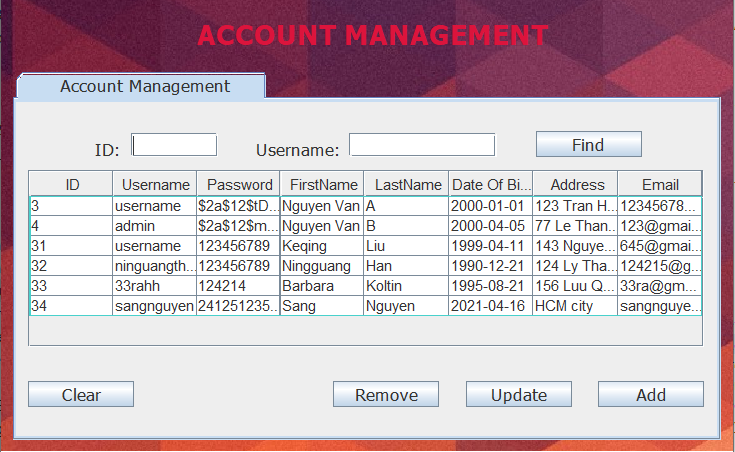 ACCOUNT MANAGEMENT
Account Management
ID: Username: Find
ID Username Password FirstName LastName Date Of Bi... Address Email
3 username $2a$12$tD... Nguyen Van A 2000-01-01 123 Tran H... 12345678...
4 admin $2a$12$m... Nguyen Van B 2000-04-05 77 Le Than... 123@gmai...
31 username 123456789 Keqing Liu 1999-04-11 143 Nguye... 645@gmai...
32 ninguangth... 123456789 Ningguang Han 1990-12-21 124 Ly Tha... 124215@g...
33 33rahh 124214 Barbara Koltin 1995-08-21 156 Luu Q... 33ra@gm...
34 sangnguyen 241251235... Sang Nguyen 2021-04-16 HCM city sangnguye...
Clear Remove Update Add